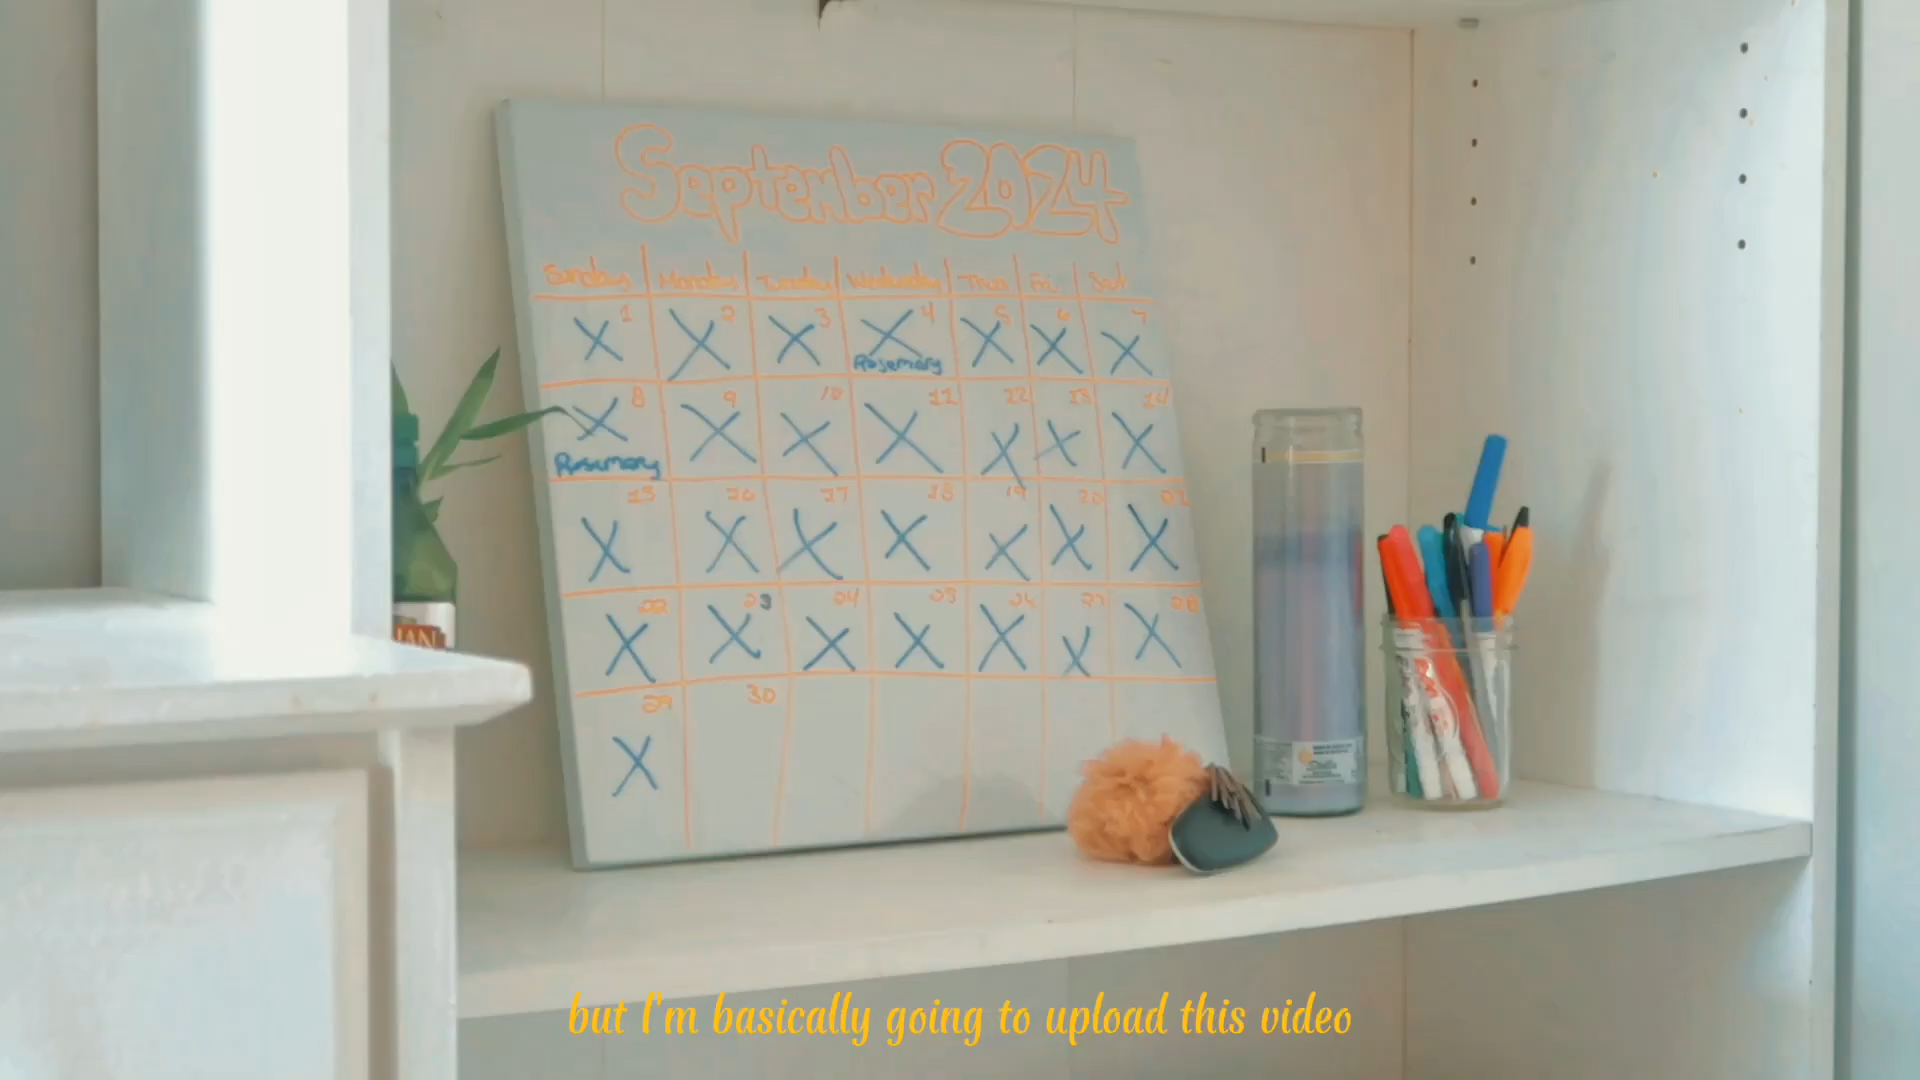 September 2024
Sunday Monday Tuesday Wednesday Thur Fri Sat
1 2 3 4 5 6 7
Rosemary
8 9 10 11 12 13 14
Rosemary
15 16 17 18 19 20 21
22 23 24 25 26 27 28
29 30
but I'm basically going to upload this video